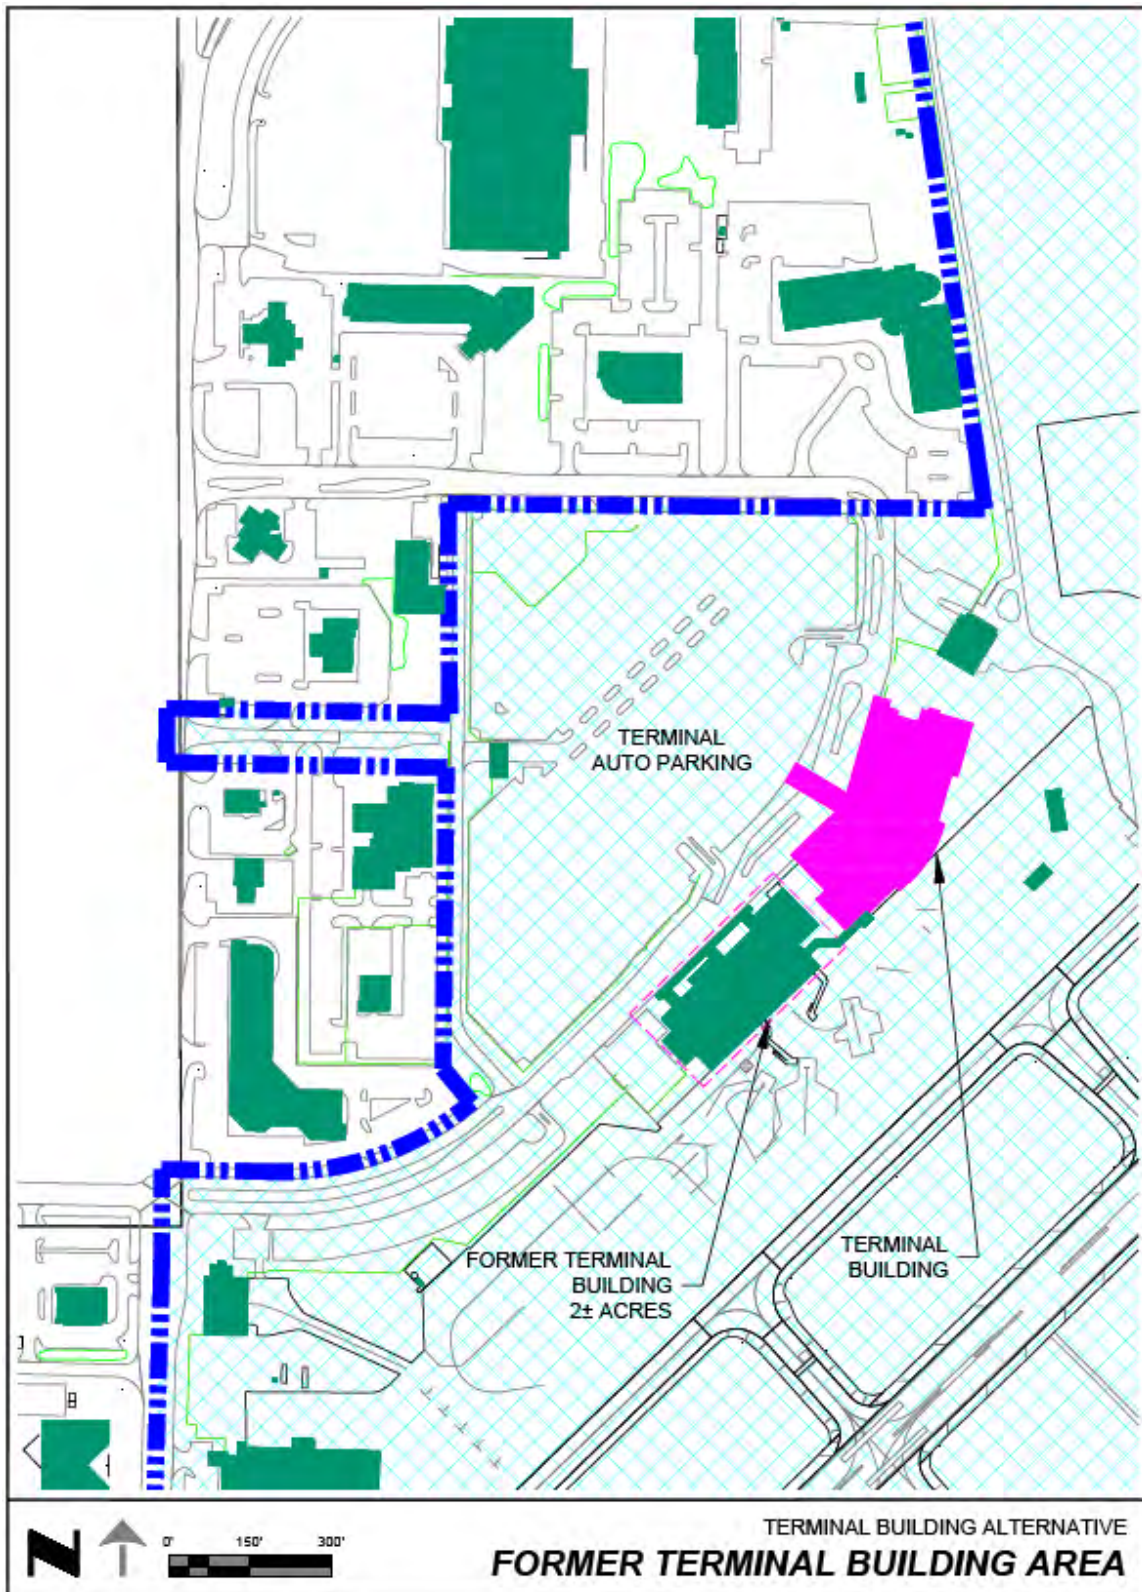 TERMINAL
AUTO PARKING
FORMER TERMINAL
BUILDING
2± ACRES
TERMINAL
BUILDING
N
0'
150'
300'
TERMINAL BUILDING ALTERNATIVE
FORMER TERMINAL BUILDING AREA